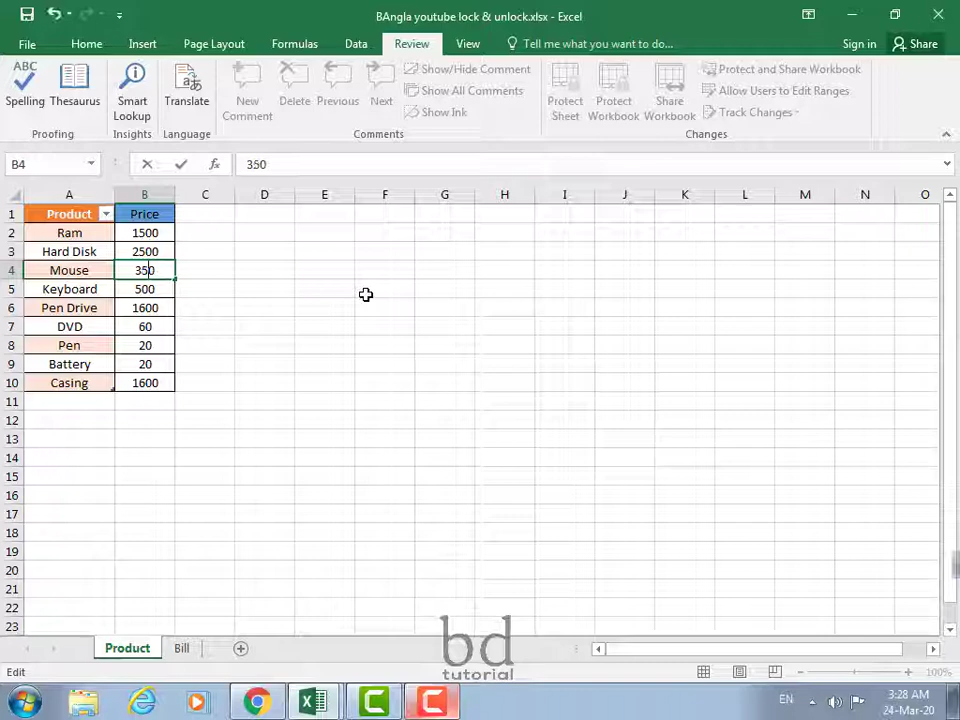 BAngla youtube lock & unlock.xlsx - Excel
File Home Insert Page Layout Formulas Data Review View Tell me what you want to do... Sign in Share
ABC
Spelling Thesaurus Smart Lookup Translate New Comment Delete Previous Next Show/Hide Comment Show All Comments Show Ink Protect Sheet Protect Workbook Share Workbook Protect and Share Workbook Allow Users to Edit Ranges Track Changes
Proofing Insights Language Comments Changes
B4 fx 350
A B C D E F G H I J K L M N O
1 Product Price
2 Ram 1500
3 Hard Disk 2500
4 Mouse 350
5 Keyboard 500
6 Pen Drive 1600
7 DVD 60
8 Pen 20
9 Battery 20
10 Casing 1600
11
12
13
14
15
16
17
18
19
20
21
22
23
bd
tutorial
Product Bill
Edit 100%
EN 3:28 AM
24-Mar-20